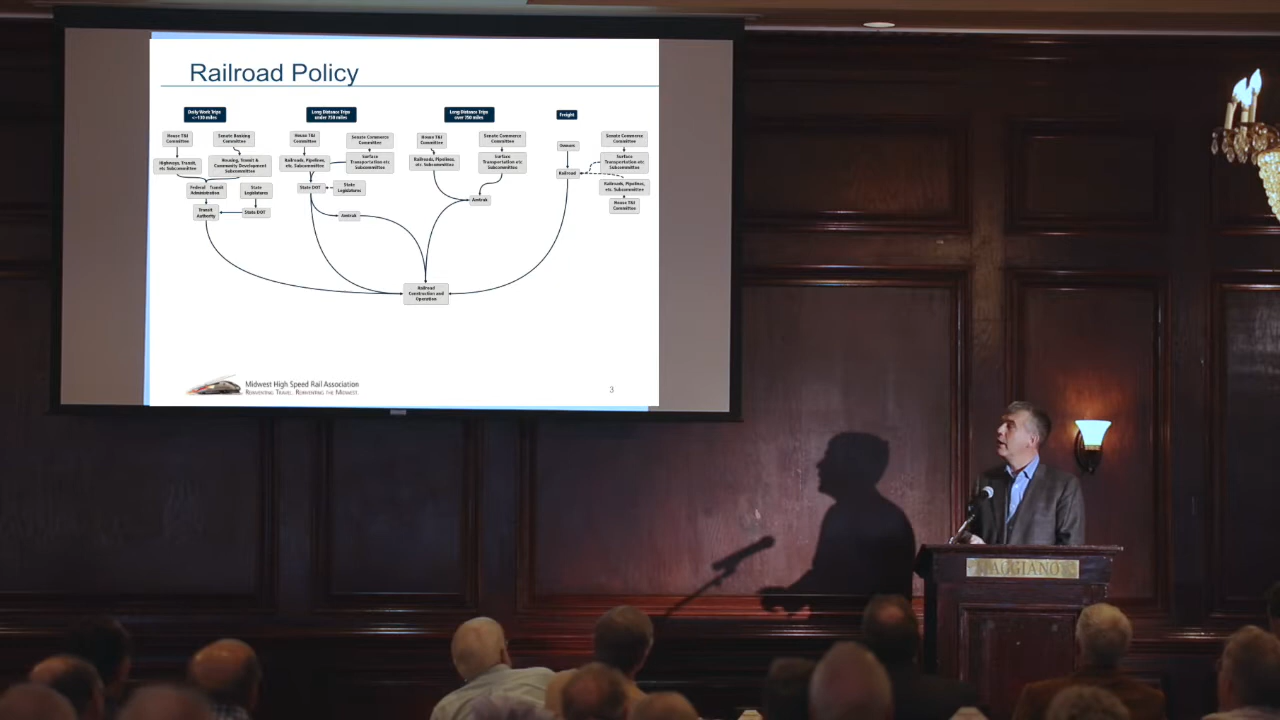 Railroad Policy
Daily Work Trips
<~110 miles
House T&I
Committee
Senate Banking
Committee
Highways, Transit,
etc Subcommittee
Housing, Transit &
Community Development
Subcommittee
Federal Transit
Administration
State
Legislatures
Transit
Authority
State DOT
Long Distance Trips
under 750 miles
House T&I
Committee
Senate Commerce
Committee
Railroads, Pipelines,
etc. Subcommittee
Surface
Transportation etc
Subcommittee
State DOT
State
Legislatures
Amtrak
Long Distance Trips
over 750 miles
House T&I
Committee
Senate Commerce
Committee
Railroads, Pipelines,
etc. Subcommittee
Surface
Transportation etc
Subcommittee
Amtrak
Freight
Owners
Railroad
Senate Commerce
Committee
Surface
Transportation etc
Subcommittee
Railroads, Pipelines,
etc. Subcommittee
House T&I
Committee
Railroad
Construction and
Operation
Midwest High Speed Rail Association
Reinventing Travel. Reinventing the Midwest.
3
MAGGIANO'S